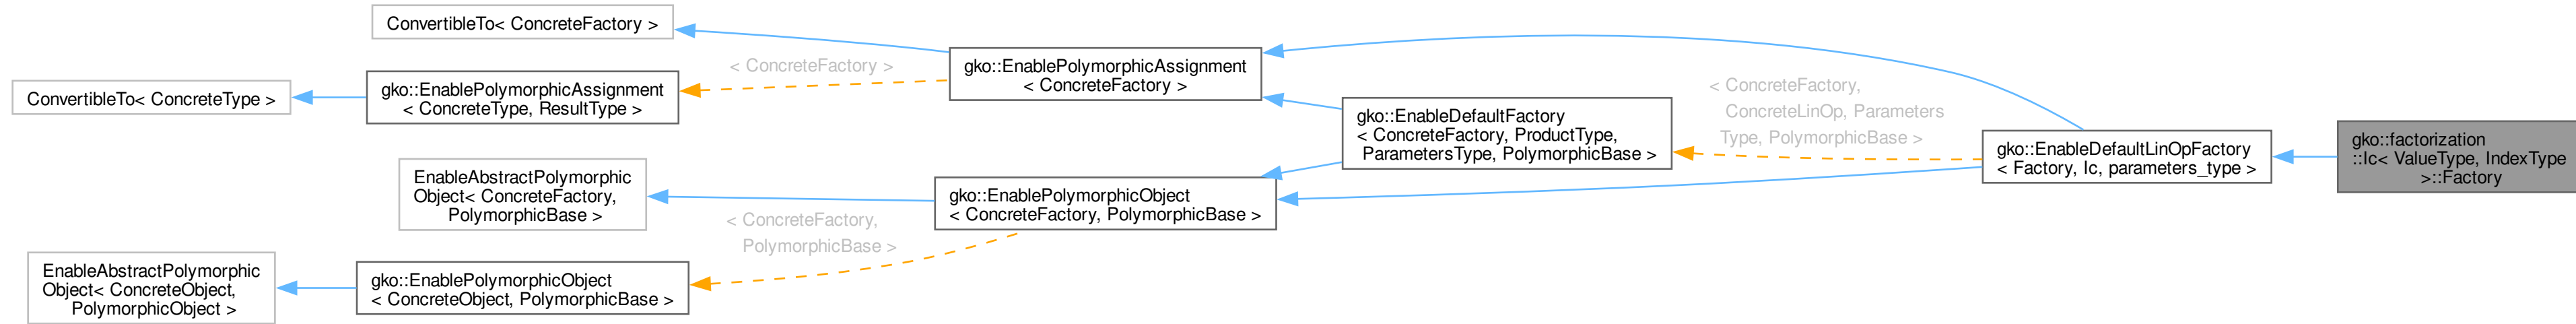 ConvertibleTo< ConcreteFactory >
ConvertibleTo< ConcreteType >
gko::EnablePolymorphicAssignment
< ConcreteType, ResultType >
< ConcreteFactory >
gko::EnablePolymorphicAssignment
< ConcreteFactory >
EnableAbstractPolymorphic
Object< ConcreteFactory,
PolymorphicBase >
EnableAbstractPolymorphic
Object< ConcreteObject,
PolymorphicObject >
gko::EnablePolymorphicObject
< ConcreteObject, PolymorphicBase >
< ConcreteFactory,
PolymorphicBase >
gko::EnablePolymorphicObject
< ConcreteFactory, PolymorphicBase >
gko::EnableDefaultFactory
< ConcreteFactory, ProductType,
ParametersType, PolymorphicBase >
< ConcreteFactory,
ConcreteLinOp, Parameters
Type, PolymorphicBase >
gko::EnableDefaultLinOpFactory
< Factory, Ic, parameters_type >
gko::factorization
::Ic< ValueType, IndexType
>::Factory